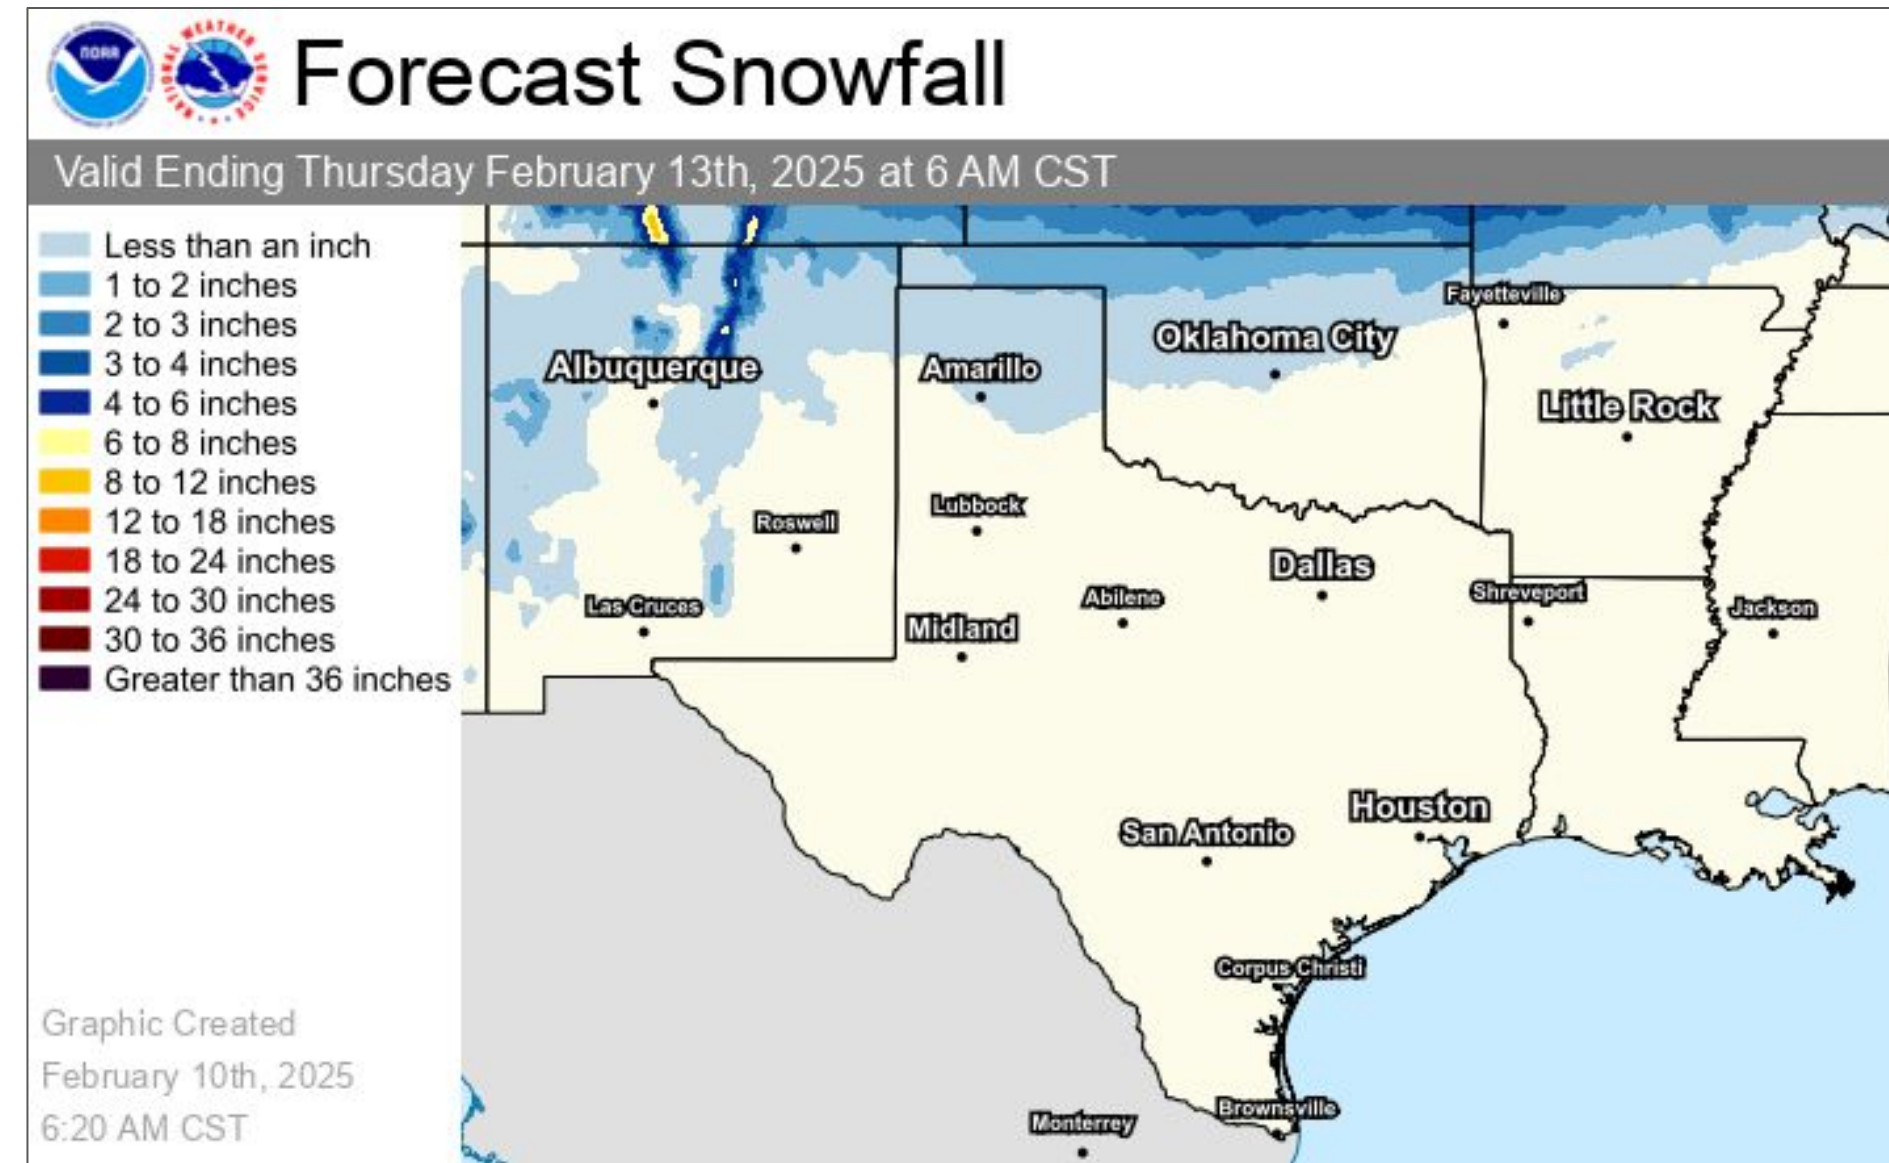 NOAA
NATIONAL WEATHER SERVICE
Forecast Snowfall
Valid Ending Thursday February 13th, 2025 at 6 AM CST
Less than an inch
1 to 2 inches
2 to 3 inches
3 to 4 inches
4 to 6 inches
6 to 8 inches
8 to 12 inches
12 to 18 inches
18 to 24 inches
24 to 30 inches
30 to 36 inches
Greater than 36 inches
Fayetteville
Oklahoma City
Albuquerque
Amarillo
Little Rock
Lubbock
Roswell
Dallas
Shreveport
Abilene
Las Cruces
Jackson
Midland
Houston
San Antonio
Corpus Christi
Brownsville
Monterrey
Graphic Created
February 10th, 2025
6:20 AM CST